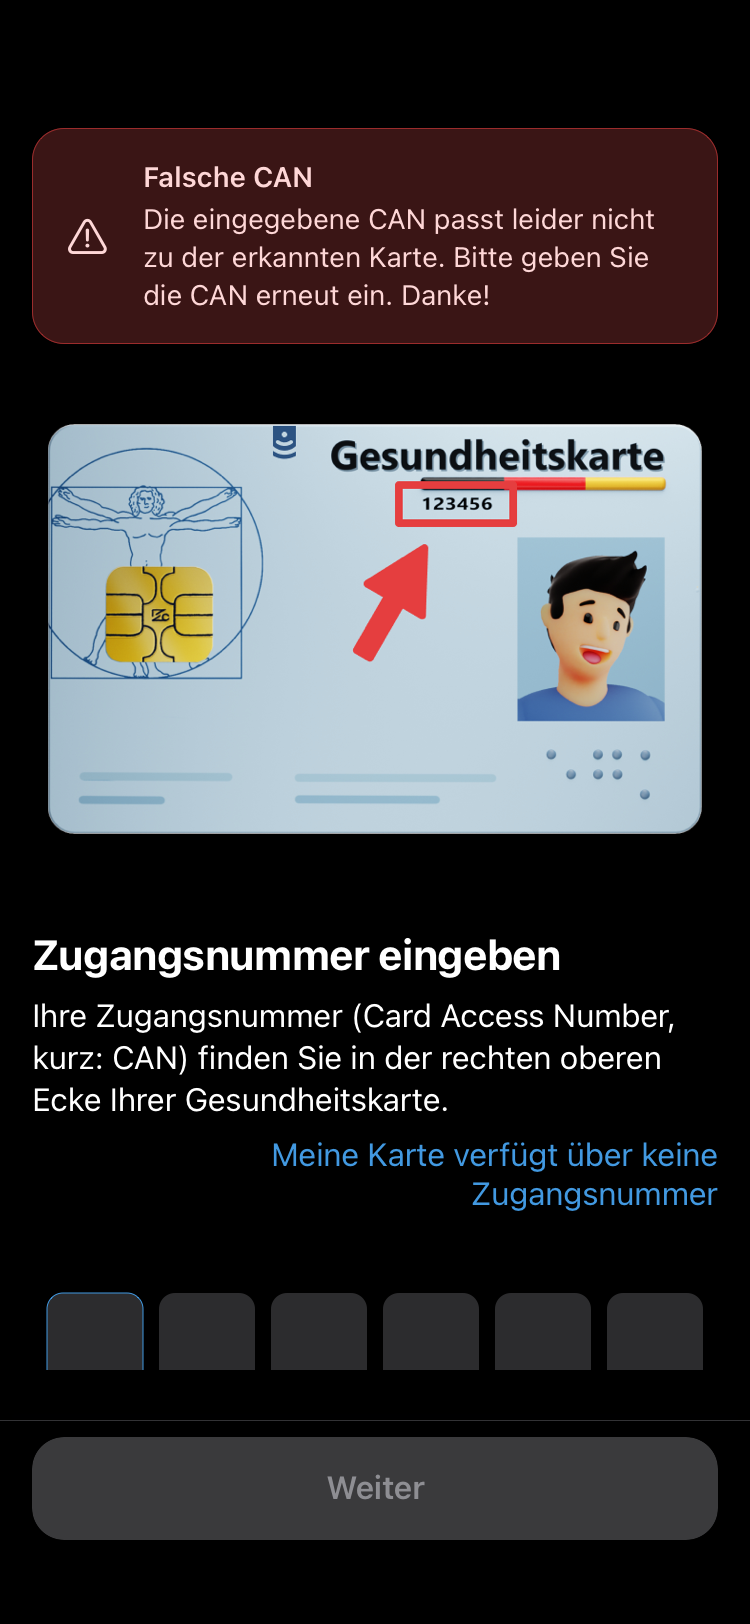 Falsche CAN
Die eingegebene CAN passt leider nicht
zu der erkannten Karte. Bitte geben Sie
die CAN erneut ein. Danke!
Gesundheitskarte
123456
Zugangsnummer eingeben
Ihre Zugangsnummer (Card Access Number,
kurz: CAN) finden Sie in der rechten oberen
Ecke Ihrer Gesundheitskarte.
Meine Karte verfügt über keine
Zugangsnummer
Weiter